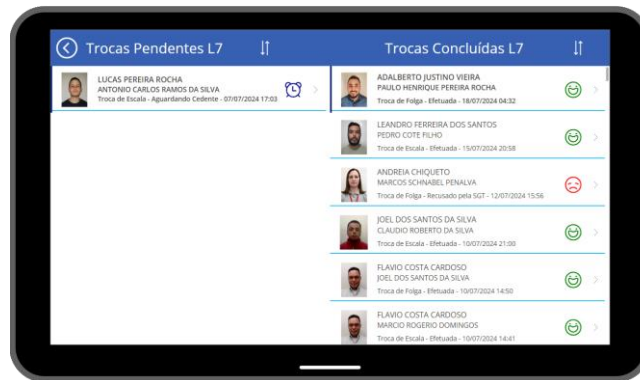 Trocas Pendentes L7
LUCAS PEREIRA ROCHA
ANTONIO CARLOS RAMOS DA SILVA
Troca de Escala - Aguardando Cedente - 07/07/2024 17:03
Trocas Concluídas L7
ADALBERTO JUSTINO VIEIRA
PAULO HENRIQUE PEREIRA ROCHA
Troca de Folga - Efetuada - 18/07/2024 04:32
LEANDRO FERREIRA DOS SANTOS
PEDRO COTE FILHO
Troca de Escala - Efetuada - 15/07/2024 20:58
ANDREIA CHIQUETO
MARCOS SCHNABEL PENALVA
Troca de Folga - Recusado pela SGT - 12/07/2024 15:56
JOEL DOS SANTOS DA SILVA
CLAUDIO ROBERTO DA SILVA
Troca de Escala - Efetuada - 10/07/2024 21:00
FLAVIO COSTA CARDOSO
JOEL DOS SANTOS DA SILVA
Troca de Folga - Efetuada - 10/07/2024 14:50
FLAVIO COSTA CARDOSO
MARCIO ROGERIO DOMINGOS
Troca de Escala - Efetuada - 10/07/2024 14:41